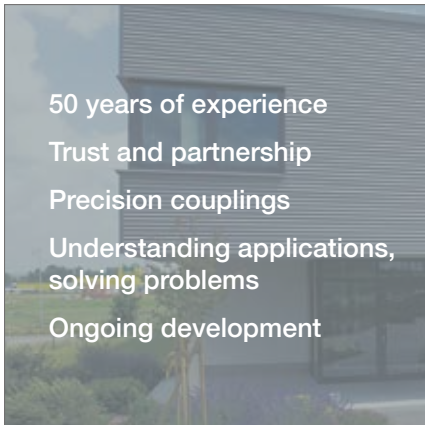 50 years of experience
Trust and partnership
Precision couplings
Understanding applications,
solving problems
Ongoing development